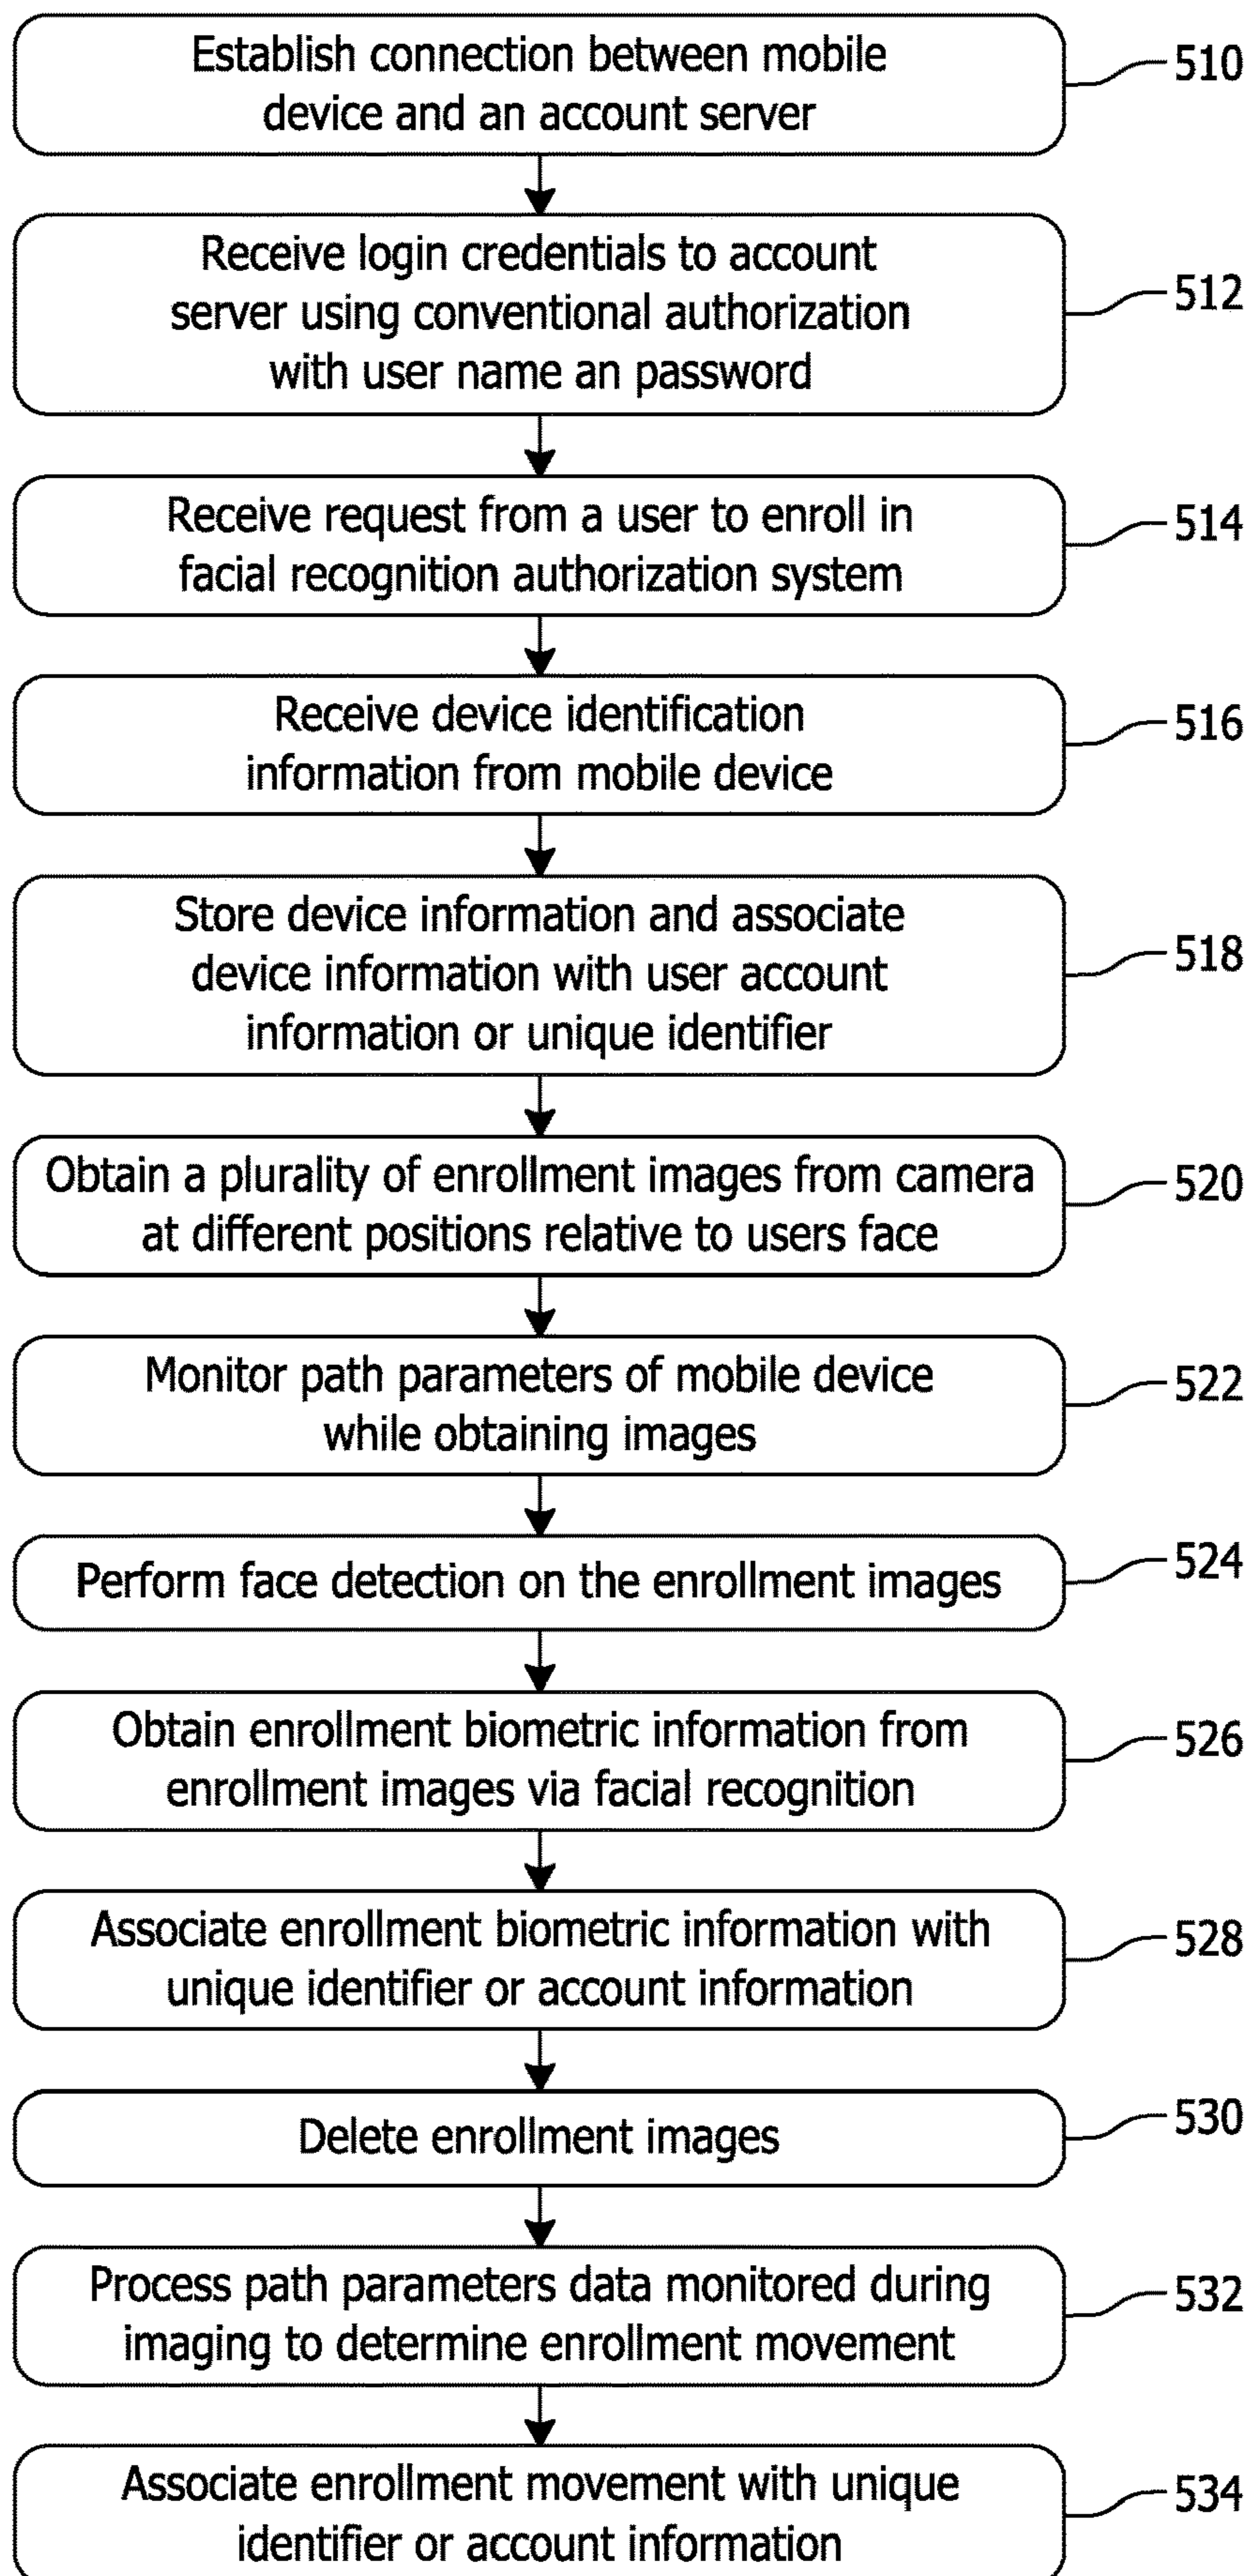 Establish connection between mobile
device and an account server
510
Receive login credentials to account
server using conventional authorization
with user name an password
512
Receive request from a user to enroll in
facial recognition authorization system
514
Receive device identification
information from mobile device
516
Store device information and associate
device information with user account
information or unique identifier
518
Obtain a plurality of enrollment images from camera
at different positions relative to users face
520
Monitor path parameters of mobile device
while obtaining images
522
Perform face detection on the enrollment images
524
Obtain enrollment biometric information from
enrollment images via facial recognition
526
Associate enrollment biometric information with
unique identifier or account information
528
Delete enrollment images
530
Process path parameters data monitored during
imaging to determine enrollment movement
532
Associate enrollment movement with unique
identifier or account information
534